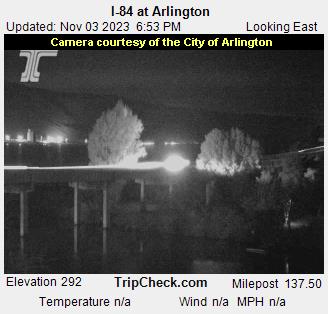 I-84 at Arlington
Updated: Nov 03 2023 6:53 PM Looking East
Camera courtesy of the City of Arlington
Elevation 292 TripCheck.com Milepost 137.50
Temperature n/a Wind n/a MPH n/a